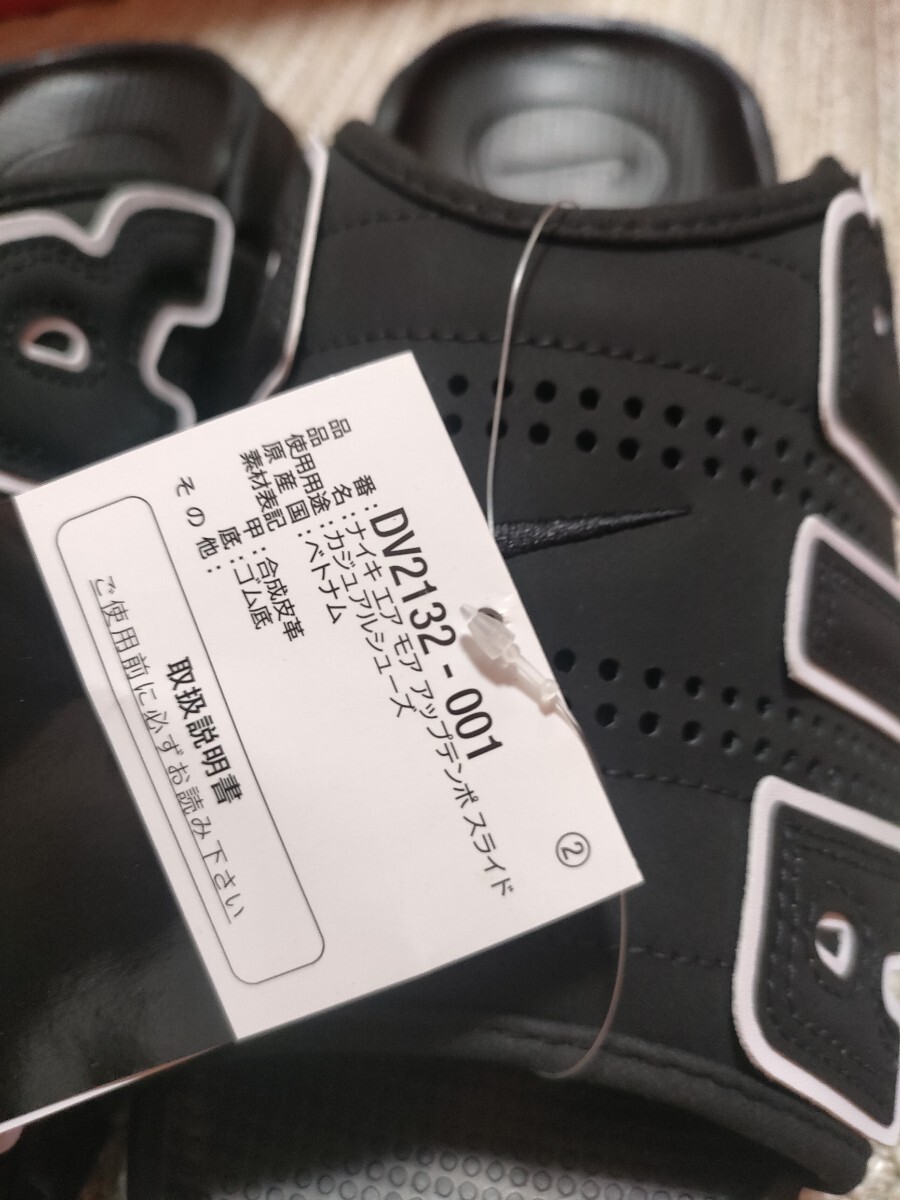 品 番：DV2132-001
品 名：ナイキ エア モア アップテンポ スライド
使用用途：カジュアルシューズ
原 産 国：ベトナム
素材表記 甲：合成皮革
底：ゴム底
そ の 他：
取扱説明書
ご使用前に必ずお読み下さい
②